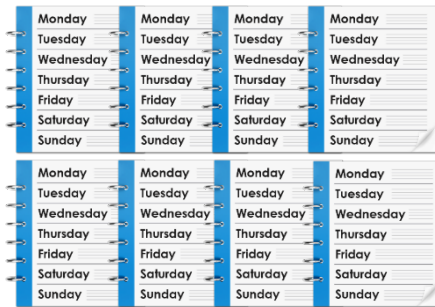 Monday Monday Monday Monday
Tuesday Tuesday Tuesday Tuesday
Wednesday Wednesday Wednesday Wednesday
Thursday Thursday Thursday Thursday
Friday Friday Friday Friday
Saturday Saturday Saturday Saturday
Sunday Sunday Sunday Sunday
Monday Monday Monday Monday
Tuesday Tuesday Tuesday Tuesday
Wednesday Wednesday Wednesday Wednesday
Thursday Thursday Thursday Thursday
Friday Friday Friday Friday
Saturday Saturday Saturday Saturday
Sunday Sunday Sunday Sunday